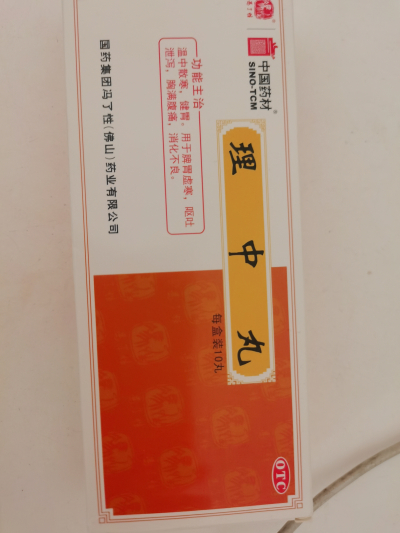 中国药材®
SINO-TCM
理中丸
每盒装10丸
功能主治
温中散寒，健胃。用于脾胃虚寒，呕吐
泄泻，胸满腹痛，消化不良。
国药集团冯了性(佛山)药业有限公司
OTC